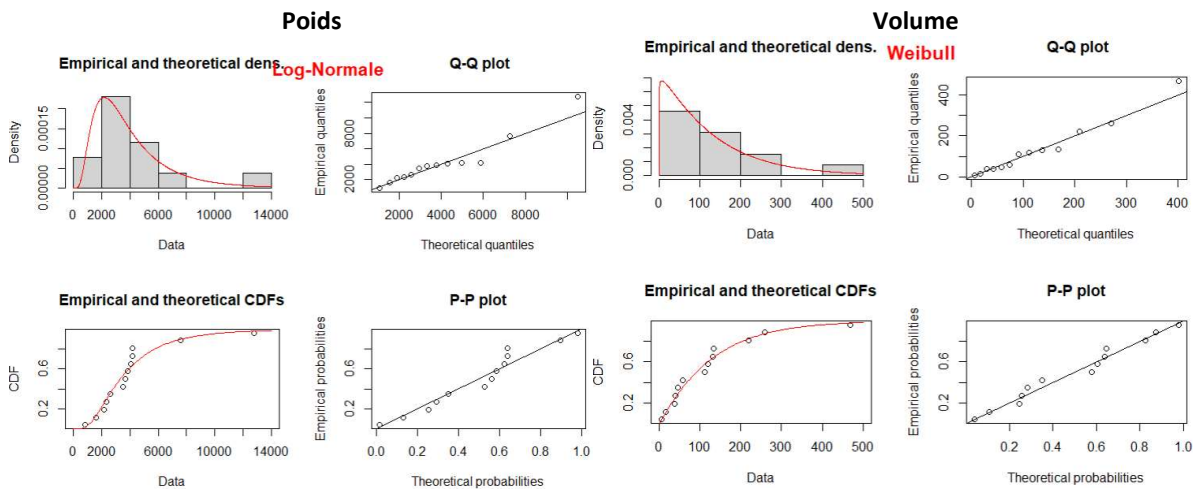 Poids
Empirical and theoretical dens.
Log-Normale
Density
0.00000 0.00015
0 2000 6000 10000 14000
Data
Q-Q plot
Empirical quantiles
2000 8000
2000 4000 6000 8000
Theoretical quantiles
Empirical and theoretical CDFs
CDF
0.2 0.6
0 2000 6000 10000 14000
Data
P-P plot
Empirical probabilities
0.2 0.6
0.0 0.2 0.4 0.6 0.8 1.0
Theoretical probabilities
Volume
Empirical and theoretical dens.
Weibull
Density
0.000 0.004
0 100 200 300 400 500
Data
Q-Q plot
Empirical quantiles
0 200 400
0 100 200 300 400
Theoretical quantiles
Empirical and theoretical CDFs
CDF
0.2 0.6
0 100 200 300 400 500
Data
P-P plot
Empirical probabilities
0.2 0.6
0.2 0.4 0.6 0.8 1.0
Theoretical probabilities